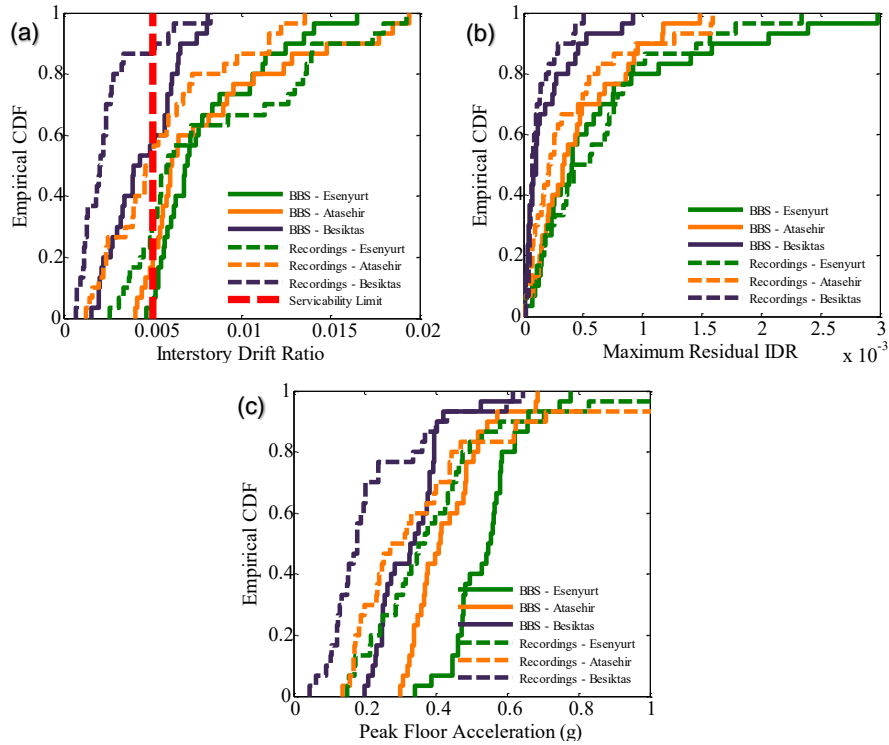 (a)
Empirical CDF
1
0.8
0.6
0.4
0.2
0
0
0.005
0.01
0.015
0.02
Interstory Drift Ratio
BBS - Esenyurt
BBS - Atasehir
BBS - Besiktas
Recordings - Esenyurt
Recordings - Atasehir
Recordings - Besiktas
Servicability Limit
(b)
Empirical CDF
1
0.8
0.6
0.4
0.2
0
0
0.5
1
1.5
2
2.5
3
x 10-3
Maximum Residual IDR
BBS - Esenyurt
BBS - Atasehir
BBS - Besiktas
Recordings - Esenyurt
Recordings - Atasehir
Recordings - Besiktas
(c)
Empirical CDF
1
0.8
0.6
0.4
0.2
0
0
0.2
0.4
0.6
0.8
1
Peak Floor Acceleration (g)
BBS - Esenyurt
BBS - Atasehir
BBS - Besiktas
Recordings - Esenyurt
Recordings - Atasehir
Recordings - Besiktas